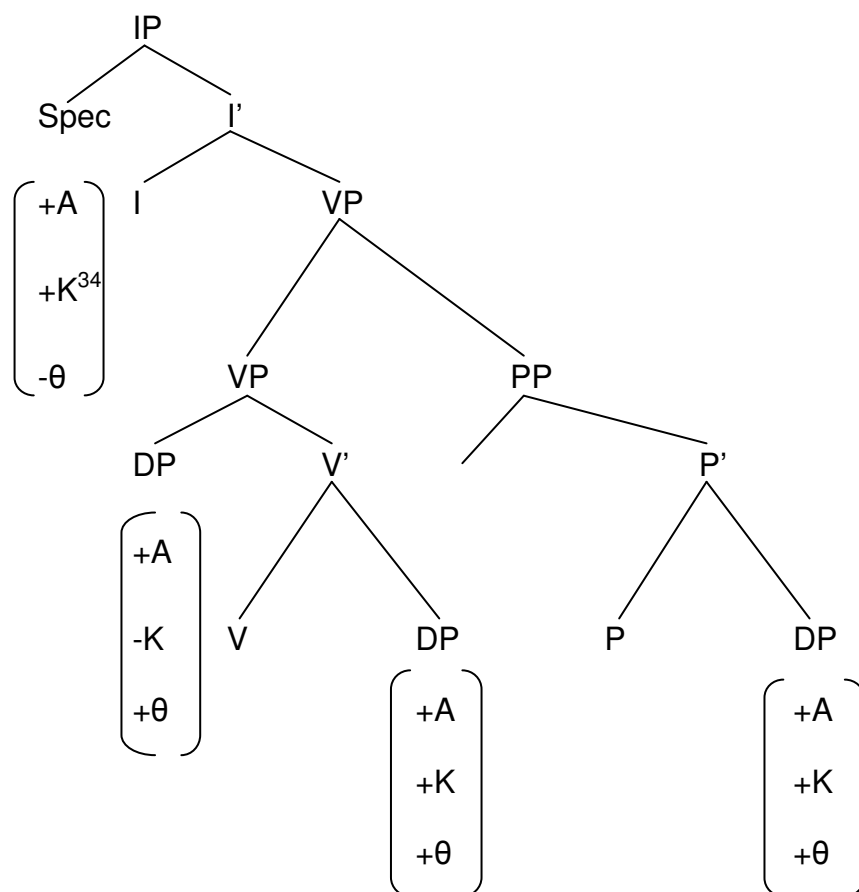 IP
Spec I’
+A I VP
+K³⁴
-θ VP PP
DP V’ P’
+A
-K V DP P DP
+θ +A +A
+K +K
+θ +θ